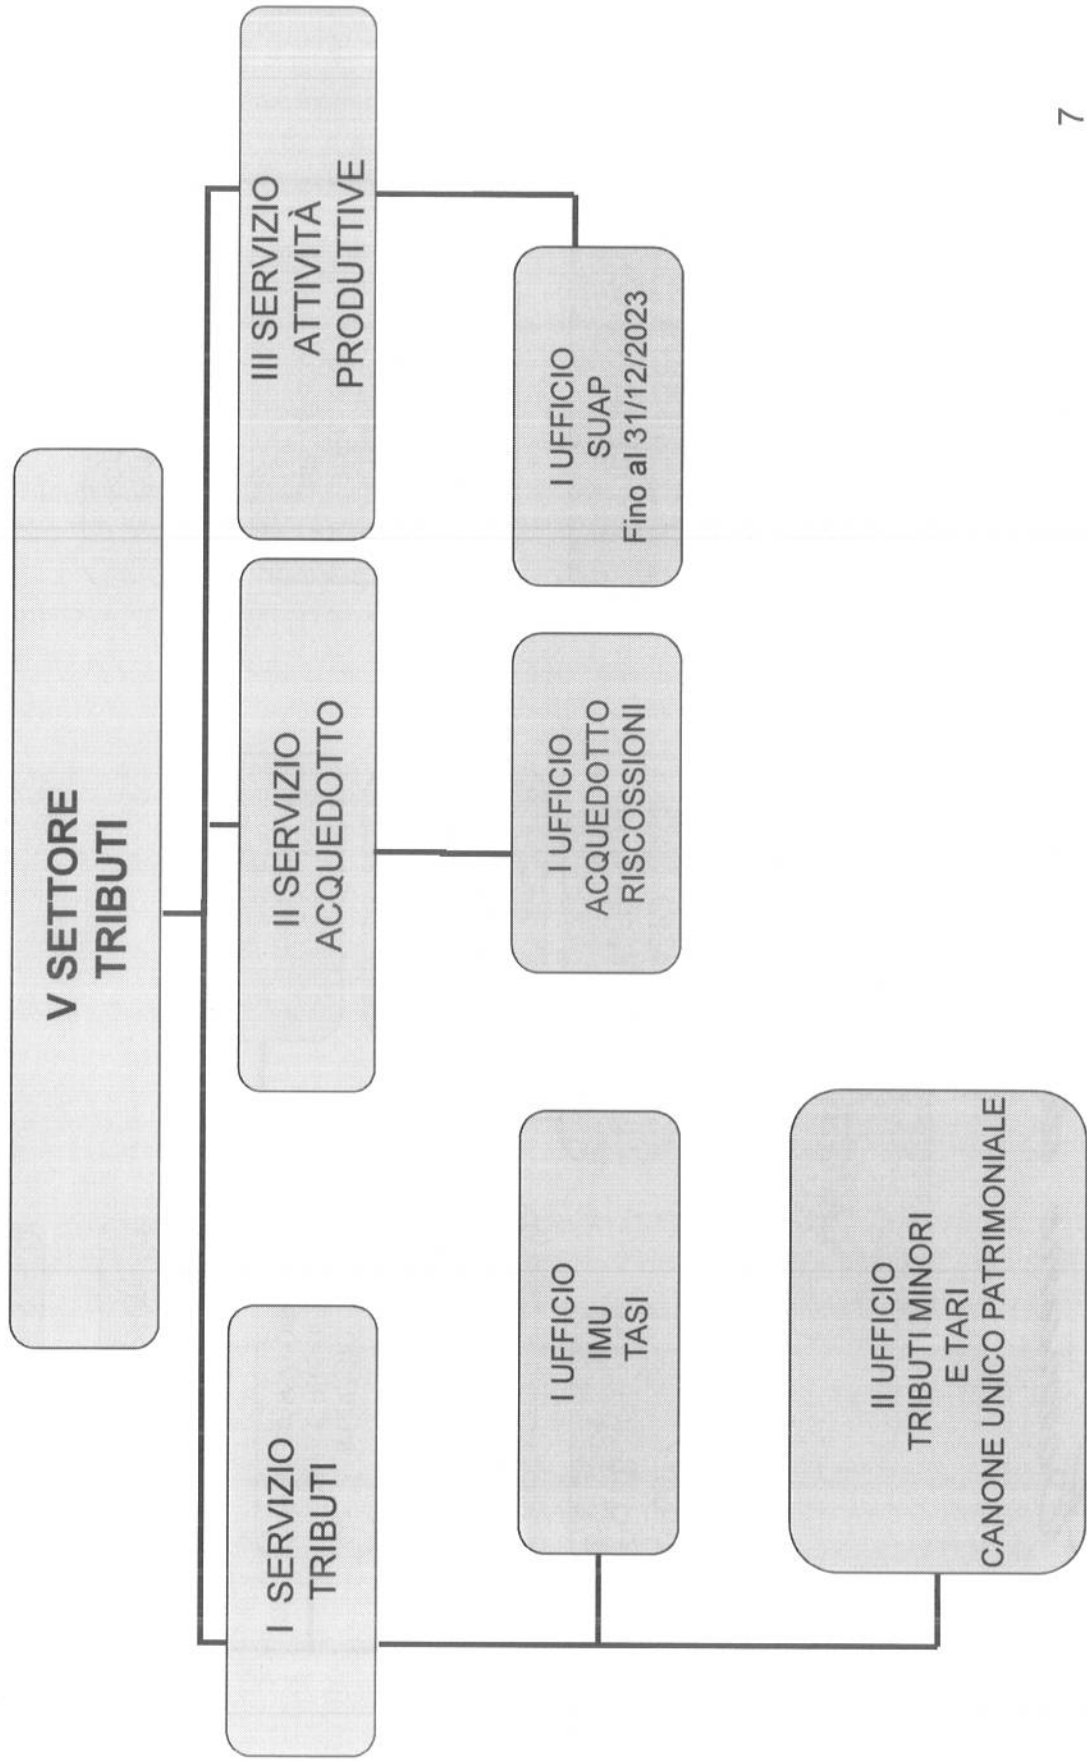 V SETTORE
TRIBUTI
I SERVIZIO
TRIBUTI
II SERVIZIO
ACQUEDOTTO
III SERVIZIO
ATTIVITÀ
PRODUTTIVE
I UFFICIO
IMU
TASI
I UFFICIO
ACQUEDOTTO
RISCOSSIONI
I UFFICIO
SUAP
Fino al 31/12/2023
II UFFICIO
TRIBUTI MINORI
E TARI
CANONE UNICO PATRIMONIALE
7